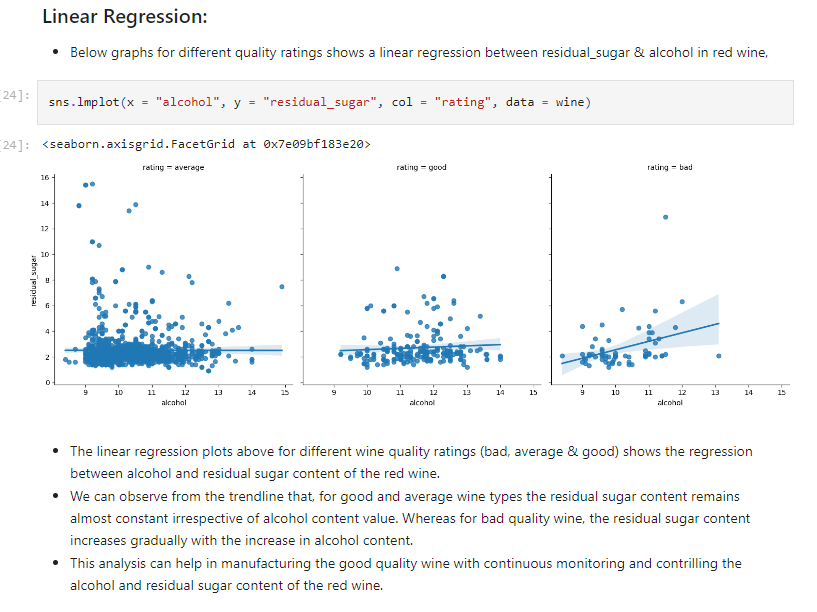 Linear Regression:
• Below graphs for different quality ratings shows a linear regression between residual_sugar & alcohol in red wine,
[24]:
sns.lmplot(x = "alcohol", y = "residual_sugar", col = "rating", data = wine)
[24]:
<seaborn.axisgrid.FacetGrid at 0x7e09bf183e20>
rating = average
rating = good
rating = bad
16
14
12
10
8
6
4
2
0
residual_sugar
9 10 11 12 13 14 15
9 10 11 12 13 14 15
9 10 11 12 13 14 15
alcohol
alcohol
alcohol
• The linear regression plots above for different wine quality ratings (bad, average & good) shows the regression
between alcohol and residual sugar content of the red wine.
• We can observe from the trendline that, for good and average wine types the residual sugar content remains
almost constant irrespective of alcohol content value. Whereas for bad quality wine, the residual sugar content
increases gradually with the increase in alcohol content.
• This analysis can help in manufacturing the good quality wine with continuous monitoring and contrilling the
alcohol and residual sugar content of the red wine.